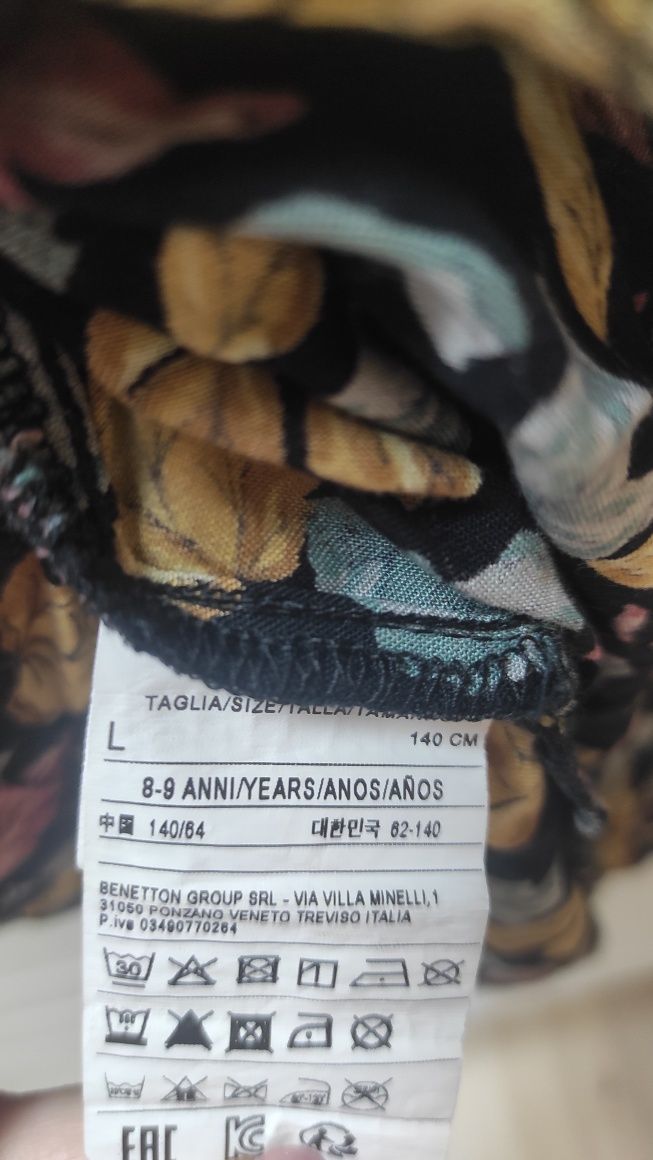 TAGLIA/SIZE/TALLA/
L 140 CM
8-9 ANNI/YEARS/ANOS/AÑOS
中国 140/64 대한민국 62-140
BENETTON GROUP SRL - VIA VILLA MINELLI,1
31050 PONZANO VENETO TREVISO ITALIA
P.iva 03490770264
30
EAC